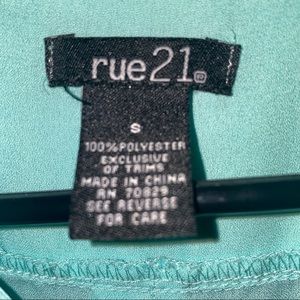 rue21
S
100% POLYESTER
EXCLUSIVE
OF TRIMS
MADE IN CHINA
RN 70829
SEE REVERSE
FOR CARE